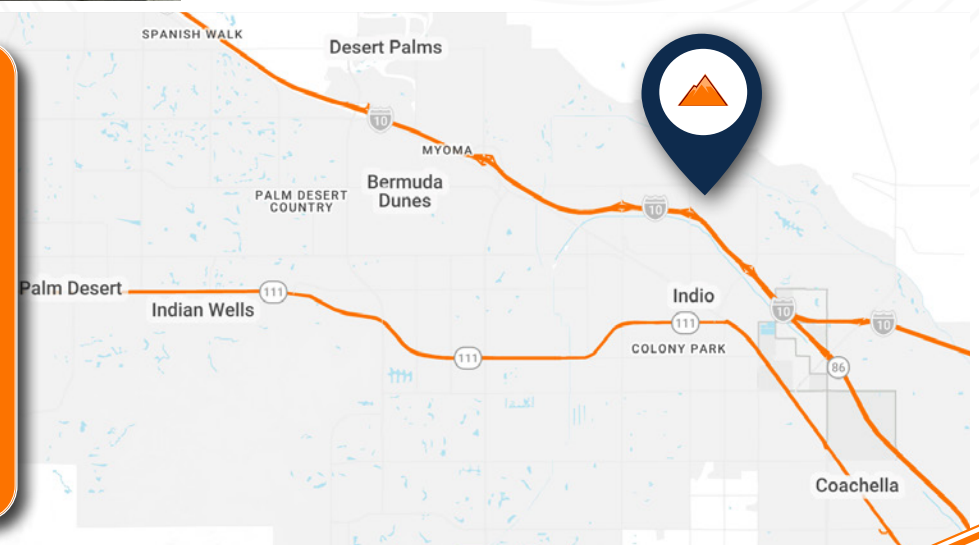 SPANISH WALK
Desert Palms
10
MYOMA
Bermuda
Dunes
PALM DESERT
COUNTRY
10
Palm Desert
111
Indian Wells
Indio
10
10
111
COLONY PARK
111
86
Coachella